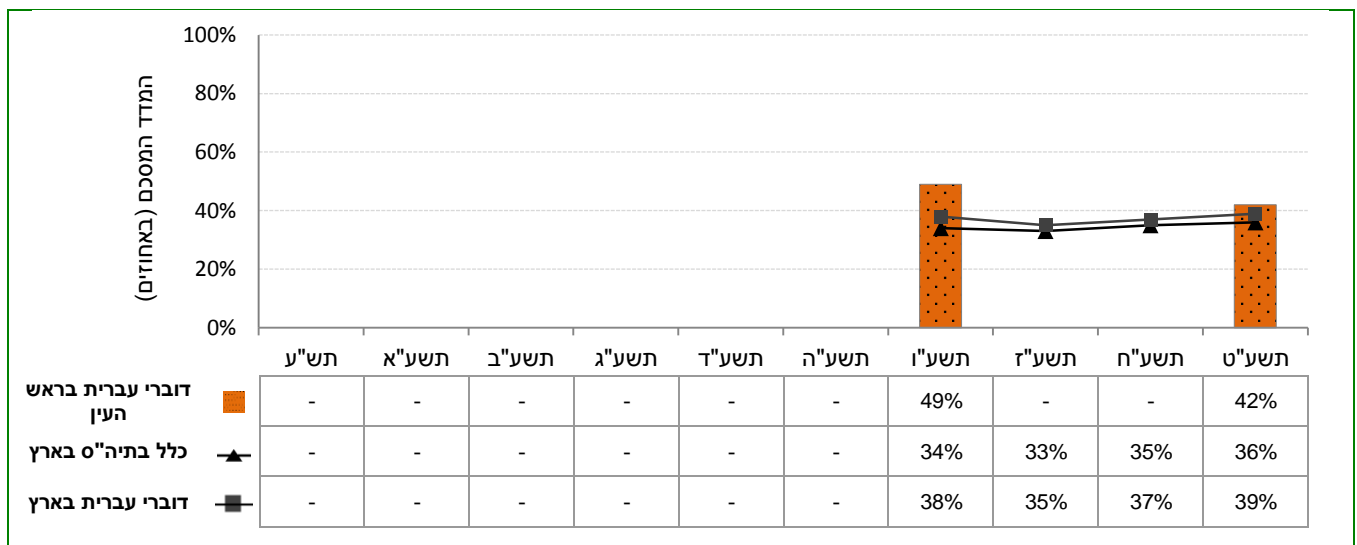 המדד המסכם (באחוזים)
100%
80%
60%
40%
20%
0%
תש"ע תשע"א תשע"ב תשע"ג תשע"ד תשע"ה תשע"ו תשע"ז תשע"ח תשע"ט
דוברי עברית בראש העין - - - - - - 49% - - 42%
כלל בתיה"ס בארץ - - - - - - 34% 33% 35% 36%
דוברי עברית בארץ - - - - - - 38% 35% 37% 39%